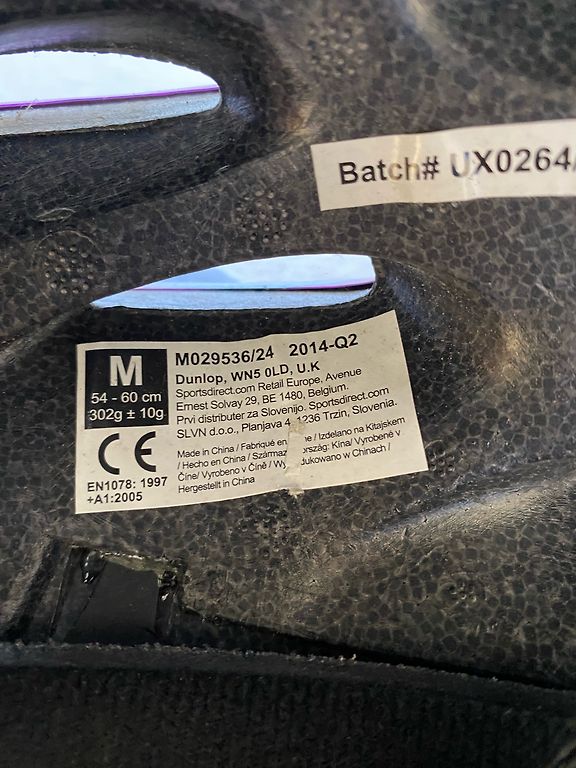 Batch# UX0264/
M
54 - 60 cm
302g ± 10g
CE
EN1078: 1997
+A1:2005
M029536/24 2014-Q2
Dunlop, WN5 0LD, U.K
Sportsdirect.com Retail Europe, Avenue
Ernest Solvay 29, BE 1480, Belgium.
Prvi distributer za Slovenijo. Sportsdirect.com
SLVN d.o.o., Planjava 4, 1236 Trzin, Slovenia.
Made in China / Fabriqué en / Izdelano na Kitajskem
/ Hecho en China / Származ ország: Kína/ Vyrobené v
Číne/ Vyrobeno v Číně / Wy dukowano w Chinach /
Hergestellt in China